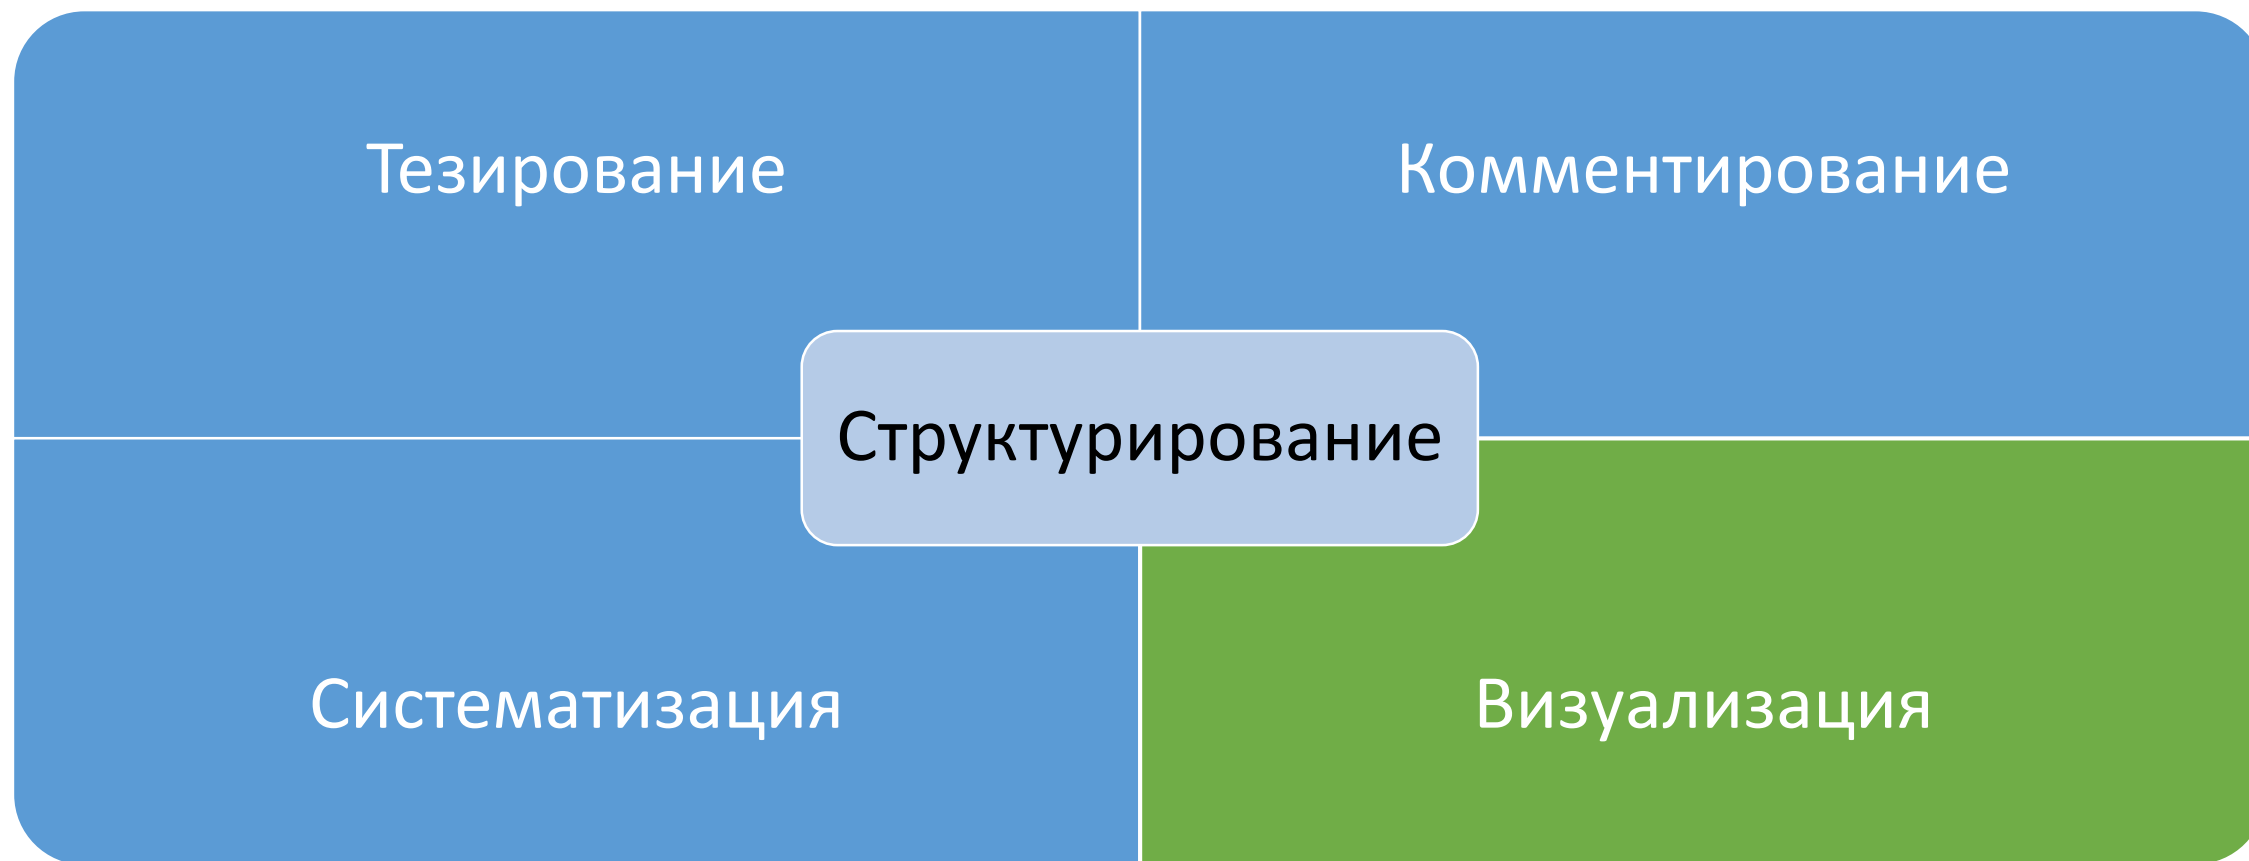 Тезирование
Комментирование
Структурирование
Систематизация
Визуализация